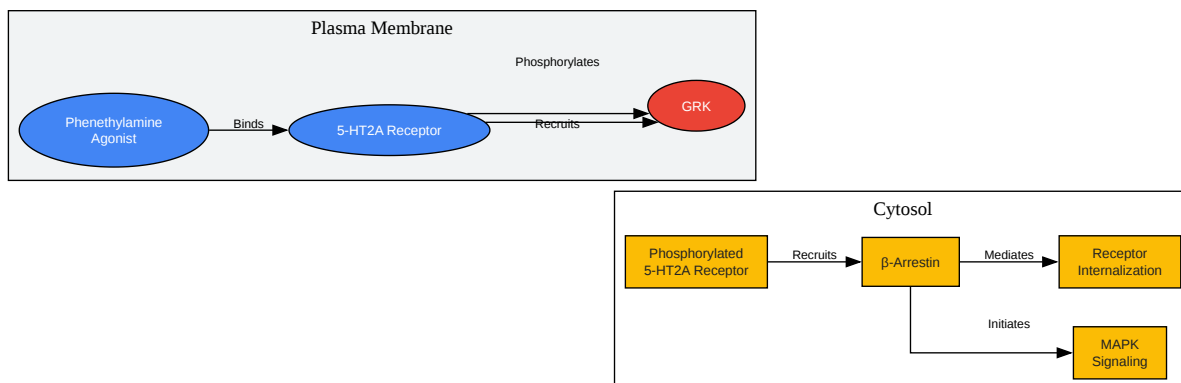 Plasma Membrane
Phosphorylates
Phenethylamine
Agonist
Binds
5-HT2A Receptor
Recruits
GRK
Cytosol
Phosphorylated
5-HT2A Receptor
Recruits
β-Arrestin
Mediates
Receptor
Internalization
Initiates
MAPK
Signaling